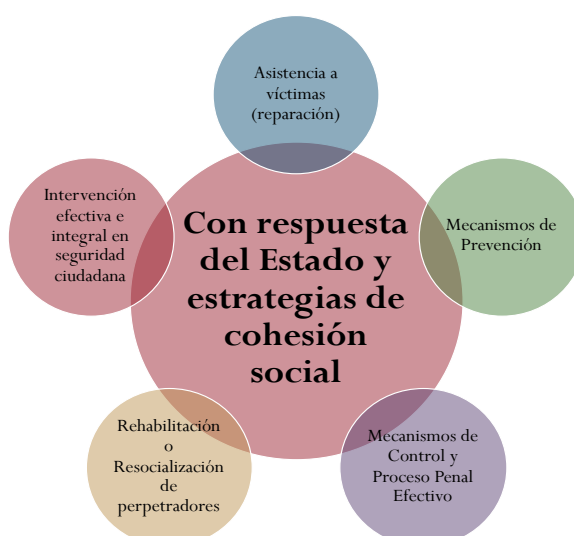 Asistencia a
víctimas
(reparación)
Intervención
efectiva e
integral en
seguridad
ciudadana
Con respuesta
del Estado y
estrategias de
cohesión
social
Mecanismos de
Prevención
Rehabilitación
o
Resocialización
de
perpetradores
Mecanismos de
Control y
Proceso Penal
Efectivo